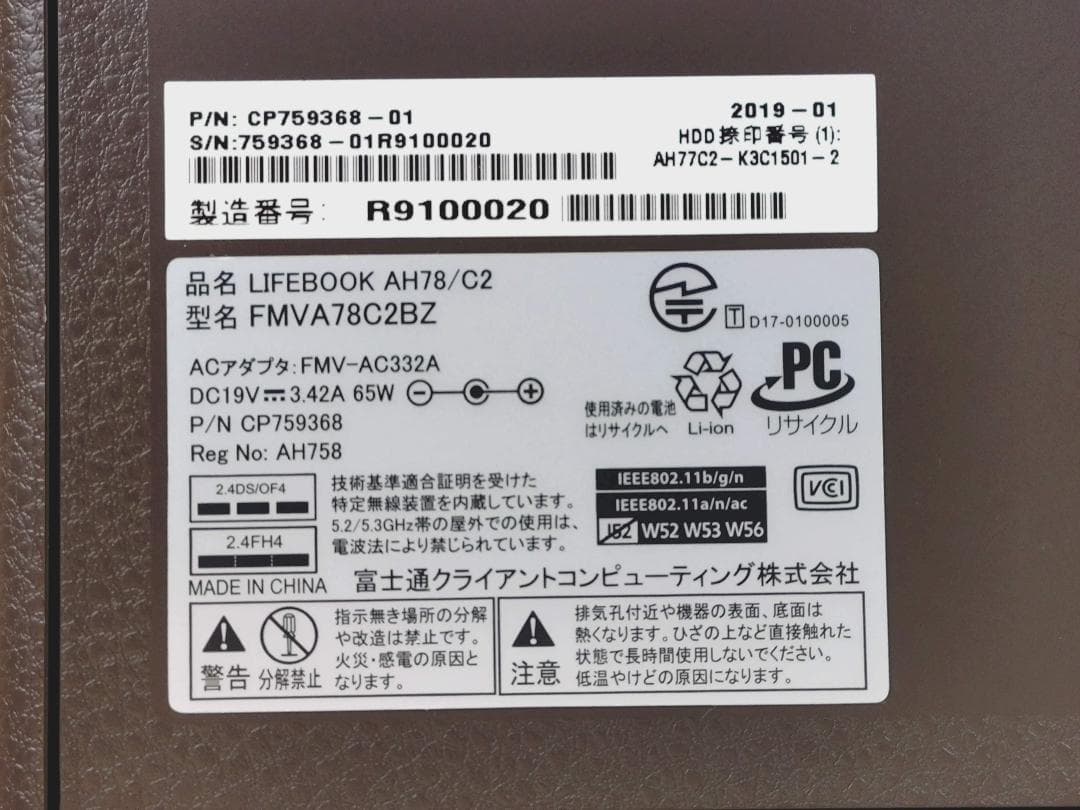 P/N: CP759368-01
2019-01
S/N:759368-01R9100020
HDD捺印番号(1):
AH77C2-K3C1501-2
製造番号: R9100020
品名 LIFEBOOK AH78/C2
型名 FMVA78C2BZ
T D17-0100005
ACアダプタ:FMV-AC332A
DC19V 3.42A 65W
P/N CP759368
Reg No: AH758
使用済みの電池
はリサイクルへ
Li-ion
PC
リサイクル
2.4DS/OF4
2.4FH4
技術基準適合証明を受けた
特定無線装置を内蔵しています。
5.2/5.3GHz帯の屋外での使用は、
電波法により禁じられています。
IEEE802.11b/g/n
IEEE802.11a/n/ac
J52 W52 W53 W56
VCI
MADE IN CHINA
富士通クライアントコンピューティング株式会社
警告
分解禁止
指示無き場所の分解
や改造は禁止です。
火災・感電の原因と
なります。
注意
排気孔付近や機器の表面、底面は
熱くなります。ひざの上など直接触れた
状態で長時間使用しないでください。
低温やけどの原因になります。